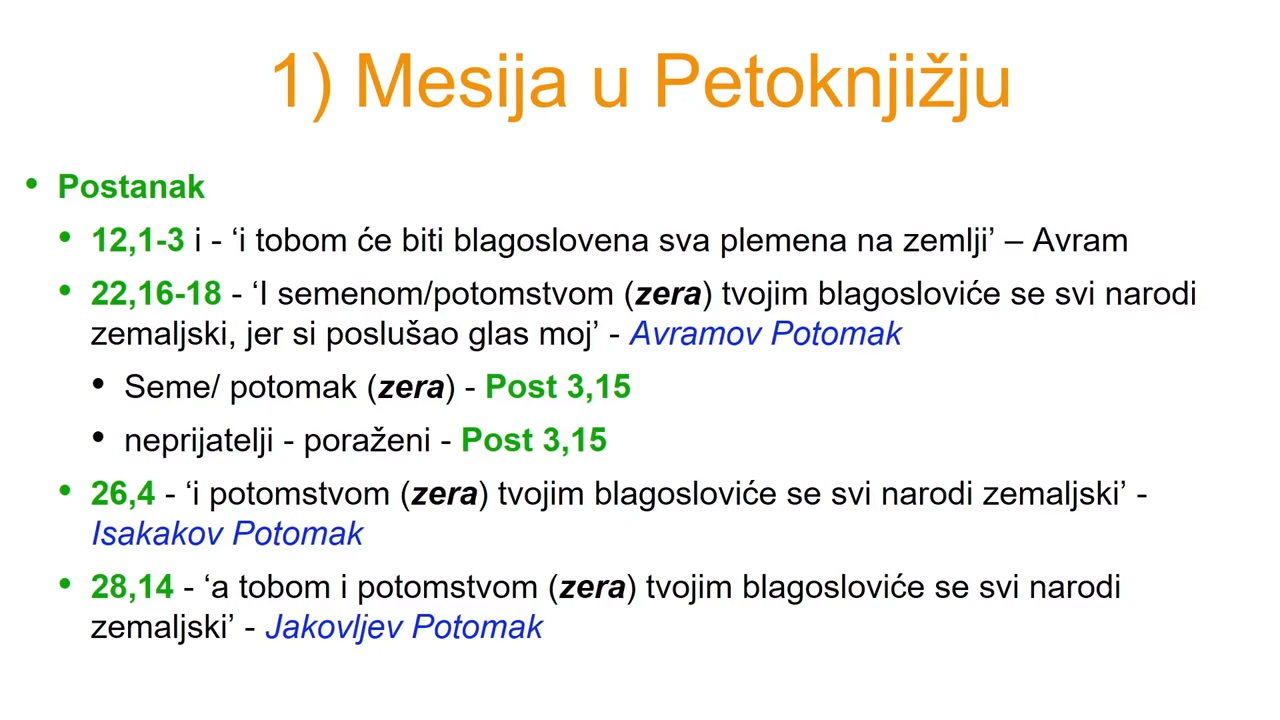 1) Mesija u Petoknjižju
• Postanak
• 12,1-3 i - ‘i tobom će biti blagoslovena sva plemena na zemlji’ – Avram
• 22,16-18 - ‘I semenom/potomstvom (zera) tvojim blagosloviće se svi narodi
zemaljski, jer si poslušao glas moj’ - Avramov Potomak
• Seme/ potomak (zera) - Post 3,15
• neprijatelji - poraženi - Post 3,15
• 26,4 - ‘i potomstvom (zera) tvojim blagosloviće se svi narodi zemaljski’ -
Isakakov Potomak
• 28,14 - ‘a tobom i potomstvom (zera) tvojim blagosloviće se svi narodi
zemaljski’ - Jakovljev Potomak